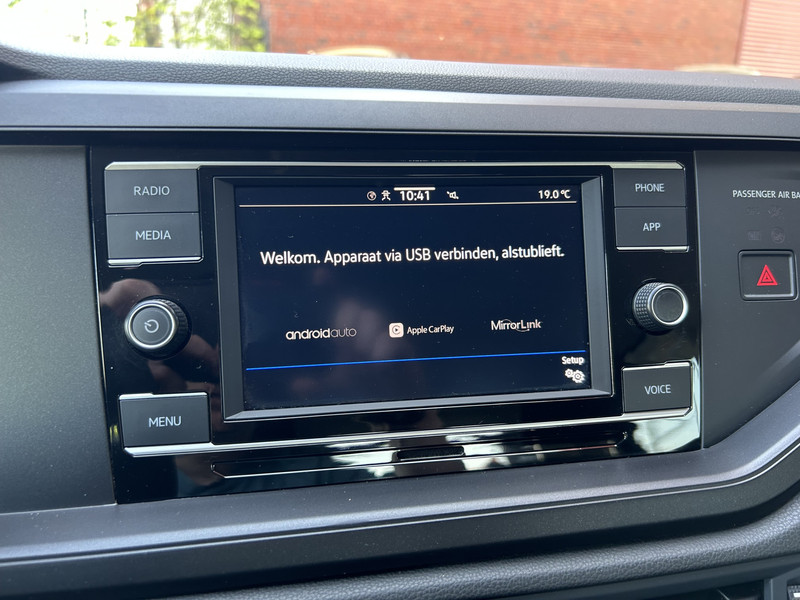 RADIO
MEDIA
MENU
10:41
19.0 °C
Welkom. Apparaat via USB verbinden, alstublieft.
androidauto
Apple CarPlay
MirrorLink
Setup
PHONE
APP
VOICE
PASSENGER AIR BA